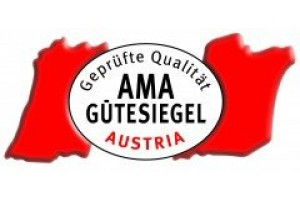 Geprüfte Qualität
AMA
GÜTESIEGEL
AUSTRIA